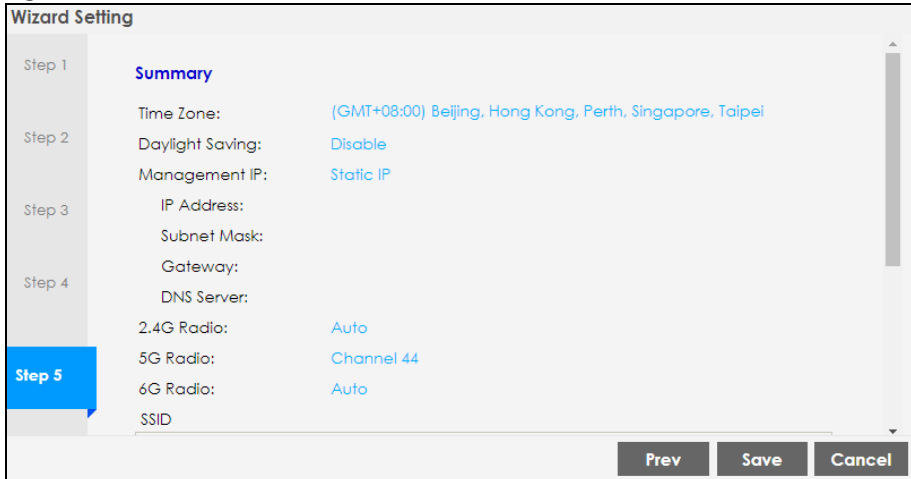 Wizard Setting
Step 1
Step 2
Step 3
Step 4
Step 5
Summary
Time Zone: (GMT+08:00) Beijing, Hong Kong, Perth, Singapore, Taipei
Daylight Saving: Disable
Management IP: Static IP
IP Address:
Subnet Mask:
Gateway:
DNS Server:
2.4G Radio: Auto
5G Radio: Channel 44
6G Radio: Auto
SSID
Prev Save Cancel